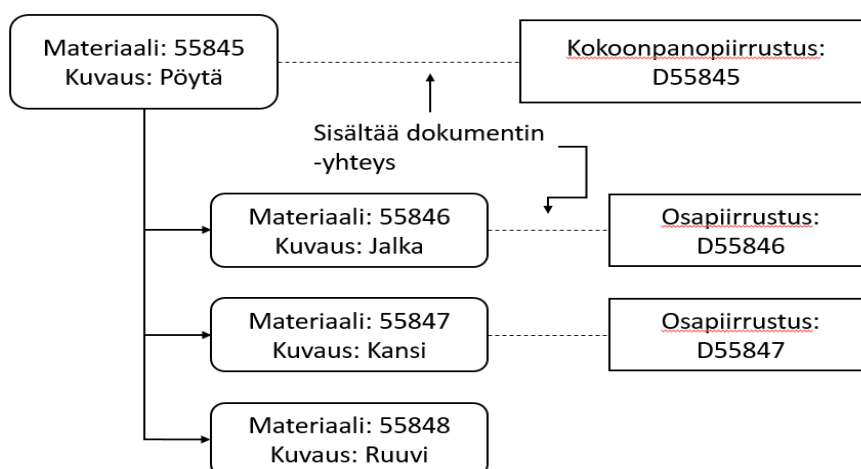 Materiaali: 55845
Kuvaus: Pöytä
Kokoonpanopiirrustus:
D55845
Sisältää dokumentin
-yhteys
Materiaali: 55846
Kuvaus: Jalka
Osapiirrustus:
D55846
Materiaali: 55847
Kuvaus: Kansi
Osapiirrustus:
D55847
Materiaali: 55848
Kuvaus: Ruuvi